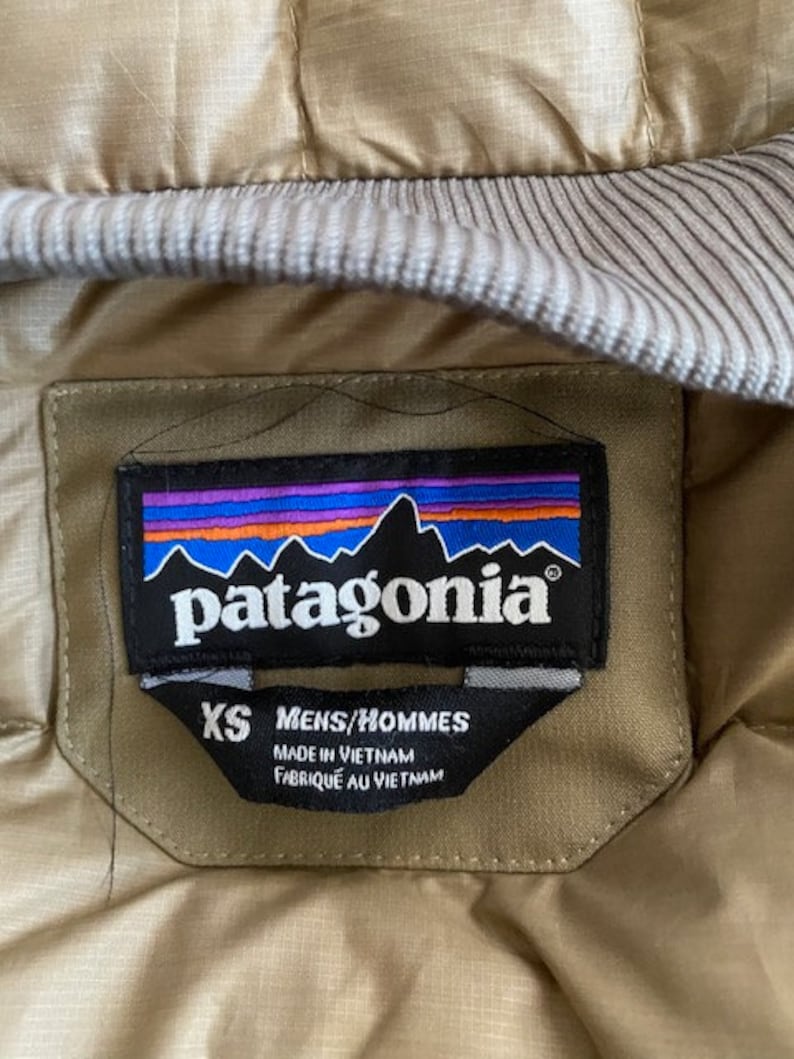 patagonia®
XS MENS/HOMMES
MADE IN VIETNAM
FABRIQUÉ AU VIETNAM